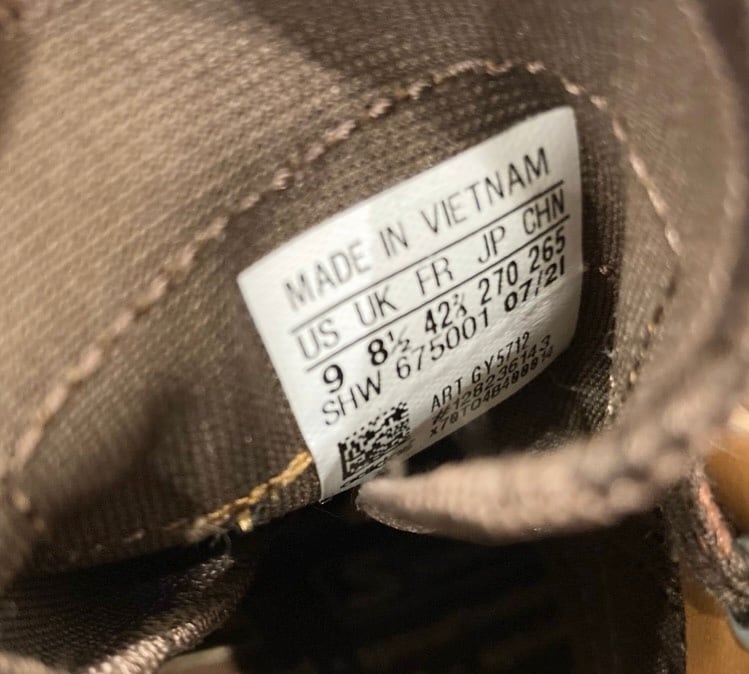 MADE IN VIETNAM
US UK FR JP CHN
9 8½ 42⅔ 270 265
SHW 675001 07/21
ART GY5712